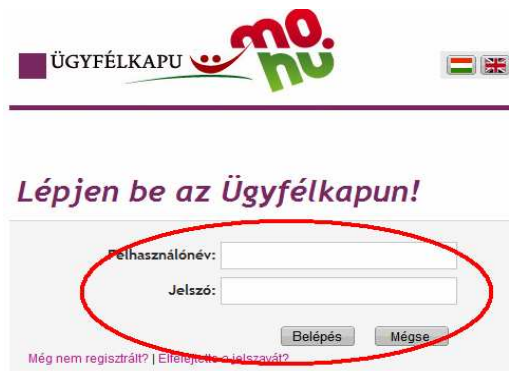 ÜGYFÉLKAPU mo.hu
Lépjen be az Ügyfélkapun!
Felhasználónév:
Jelszó:
Belépés Mégse
Még nem regisztrált? | Elfelejtette a jelszavát?